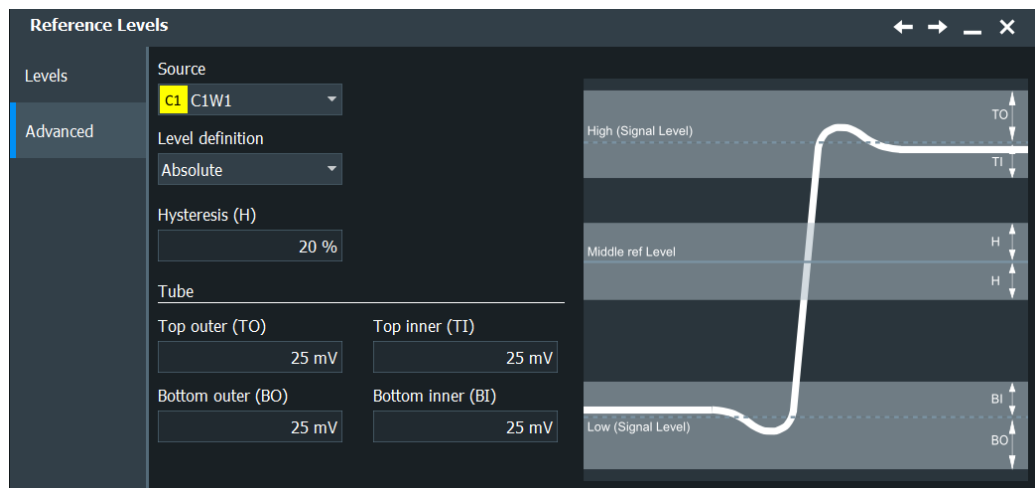 Reference Levels
Levels
Advanced
Source
C1 C1W1
Level definition
Absolute
Hysteresis (H)
20 %
Tube
Top outer (TO)
Top inner (TI)
25 mV
25 mV
Bottom outer (BO)
Bottom inner (BI)
25 mV
25 mV
TO
High (Signal Level)
TI
H
Middle ref Level
H
BI
Low (Signal Level)
BO